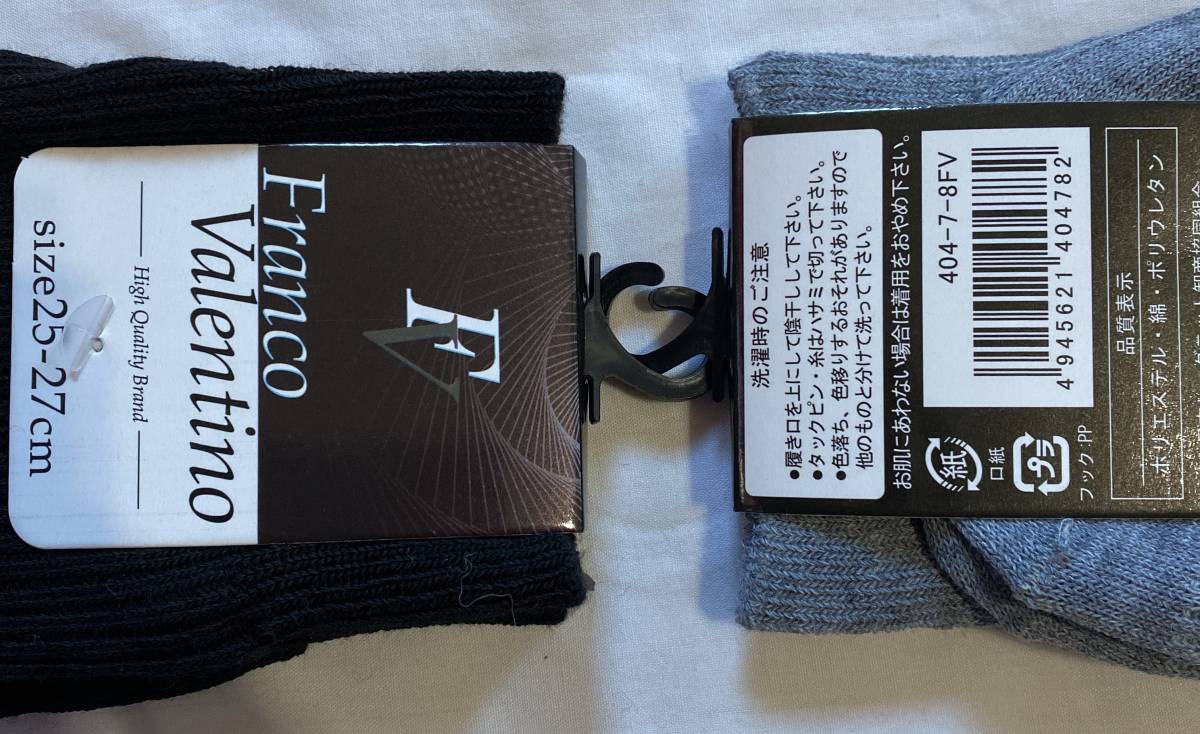 Franco
Valentino
High Quality Brand
size25-27cm
FV
洗濯時のご注意
●履き口を上にして陰干しして下さい。
●タックピン・糸はハサミで切って下さい。
●色落ち、色移りするおそれがありますので
他のものと分けて洗って下さい。
お肌にあわない場合は着用をおやめ下さい。
404-7-8FV
4 945621 404782
紙
口紙
プラ
フック:PP
品質表示
ポリエステル・綿・ポリウレタン